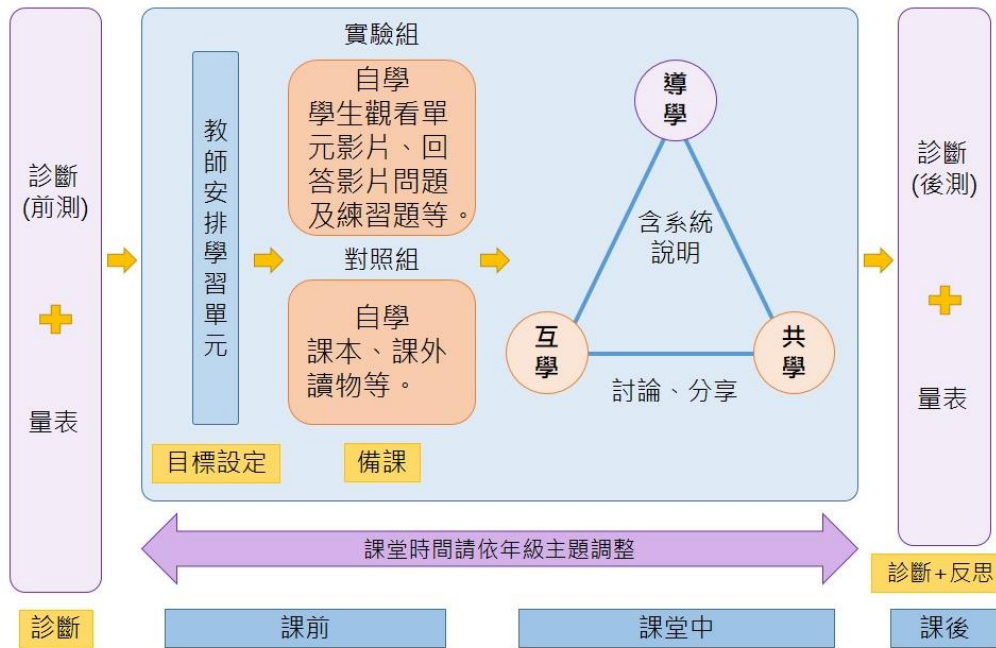 診斷
(前測)
量表
教師安排學習單元
目標設定
實驗組
自學
學生觀看單
元影片、回
答影片問題
及練習題等。
對照組
自學
課本、課外
讀物等。
備課
導
學
含系統
說明
互
學
共
學
討論、分享
診斷
(後測)
量表
課堂時間請依年級主題調整
診斷+反思
診斷
課前
課堂中
課後